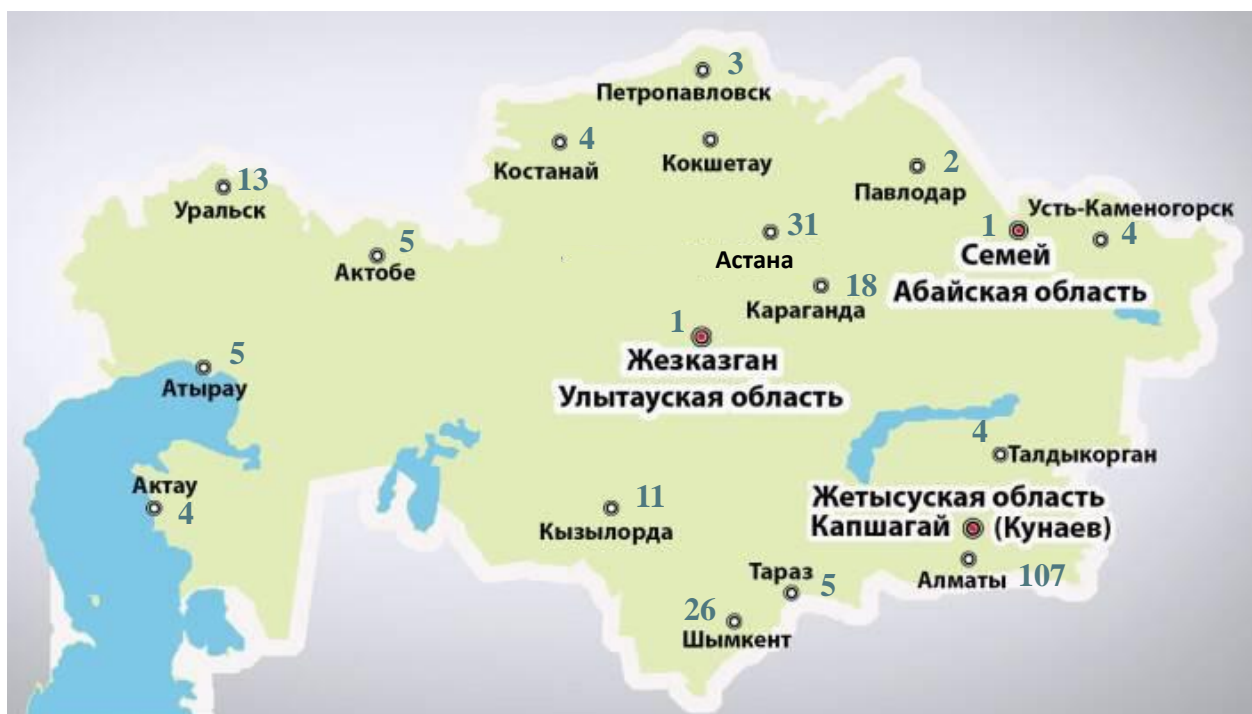 3
Петропавловск
4
Костанай
Кокшетау
2
Павлодар
13
Уральск
Усть-Каменогорск
1
4
Семей
Абайская область
5
Актобе
31
Астана
18
Караганда
1
Жезказган
Улытауская область
5
Атырау
4
Талдыкорган
Актау
4
11
Кызылорда
Жетысуская область
Капшагай (Кунаев)
Тараз
5
Алматы 107
26
Шымкент